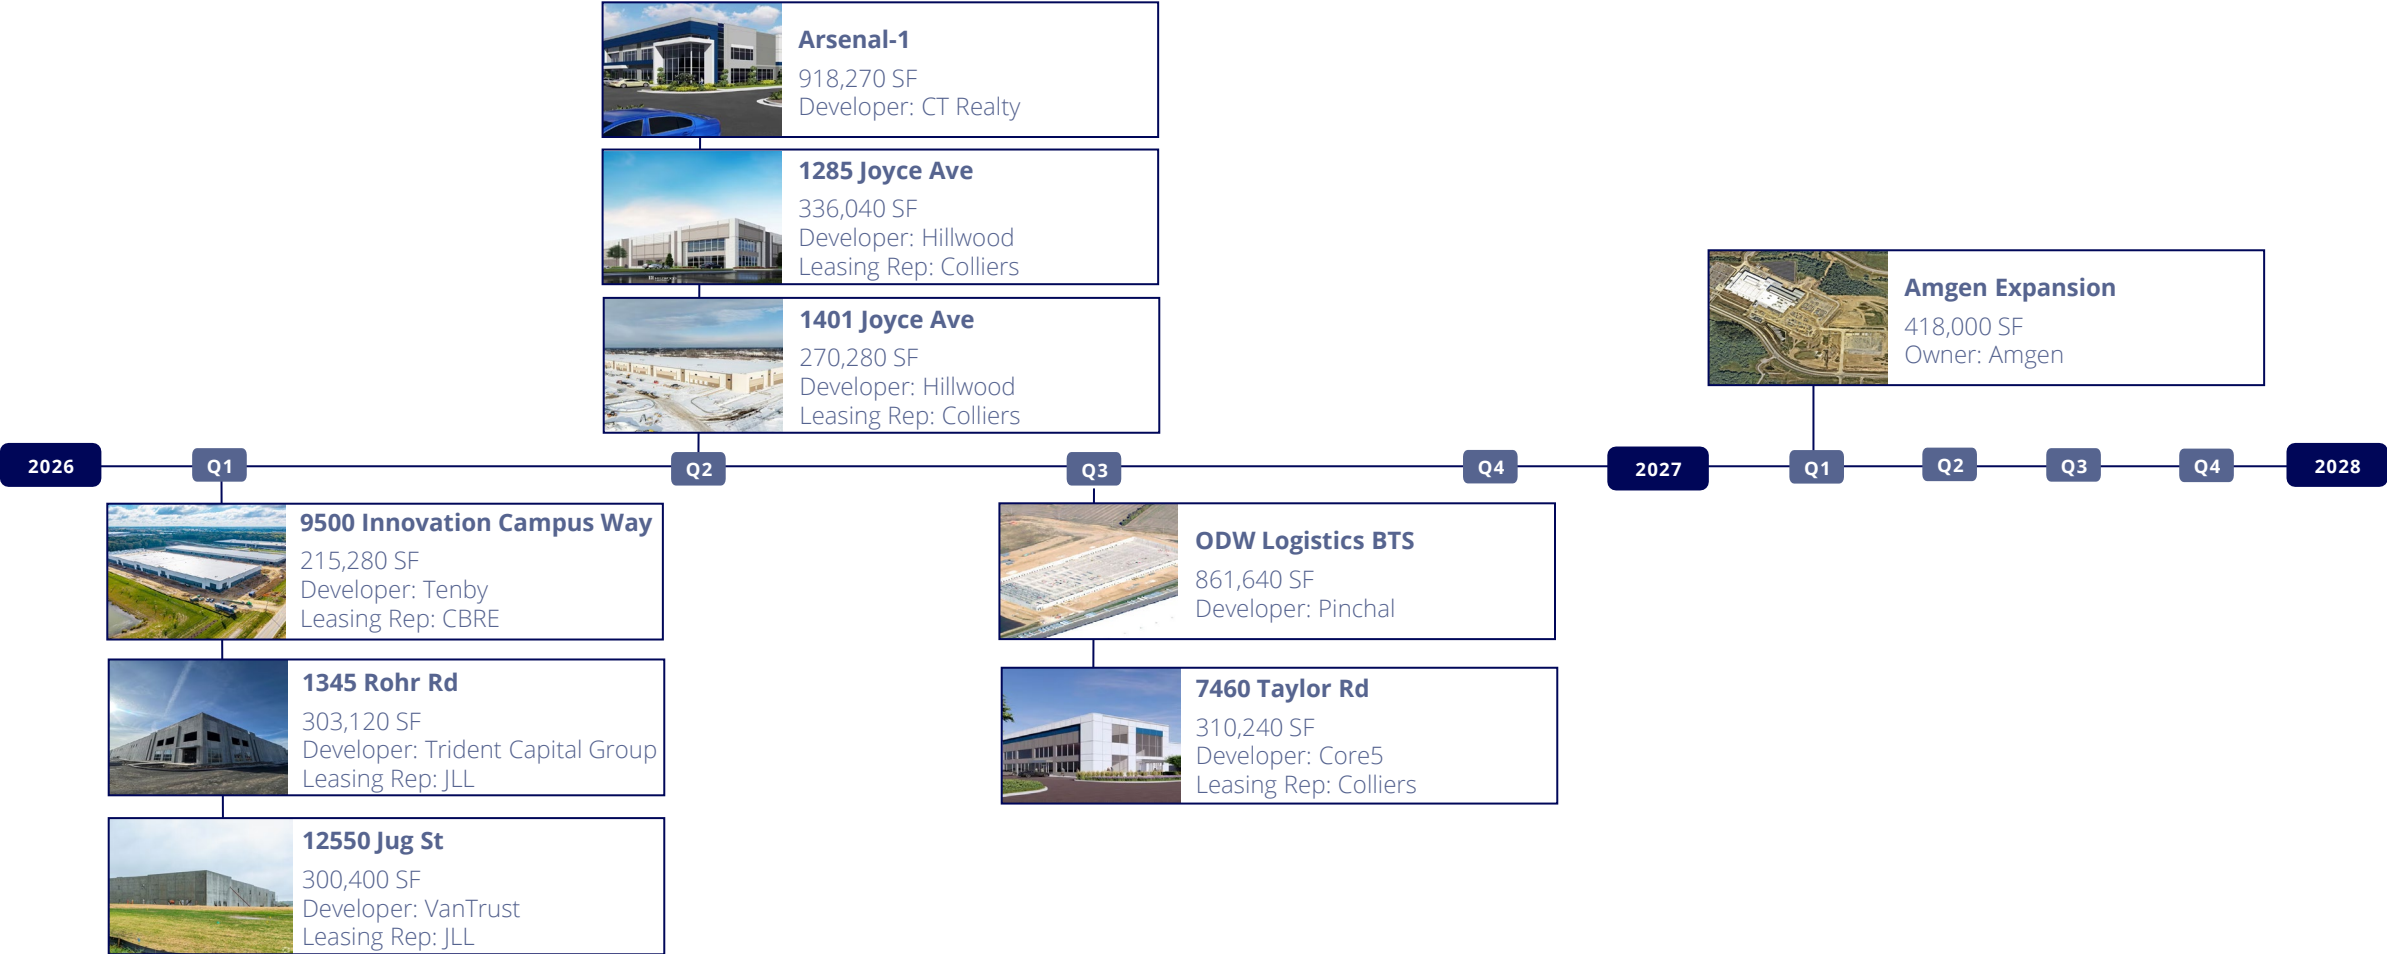 Arsenal-1
918,270 SF
Developer: CT Realty
1285 Joyce Ave
336,040 SF
Developer: Hillwood
Leasing Rep: Colliers
1401 Joyce Ave
270,280 SF
Developer: Hillwood
Leasing Rep: Colliers
Amgen Expansion
418,000 SF
Owner: Amgen
2026 Q1 Q2 Q3 Q4 2027 Q1 Q2 Q3 Q4 2028
9500 Innovation Campus Way
215,280 SF
Developer: Tenby
Leasing Rep: CBRE
1345 Rohr Rd
303,120 SF
Developer: Trident Capital Group
Leasing Rep: JLL
12550 Jug St
300,400 SF
Developer: VanTrust
Leasing Rep: JLL
ODW Logistics BTS
861,640 SF
Developer: Pinchal
7460 Taylor Rd
310,240 SF
Developer: Core5
Leasing Rep: Colliers